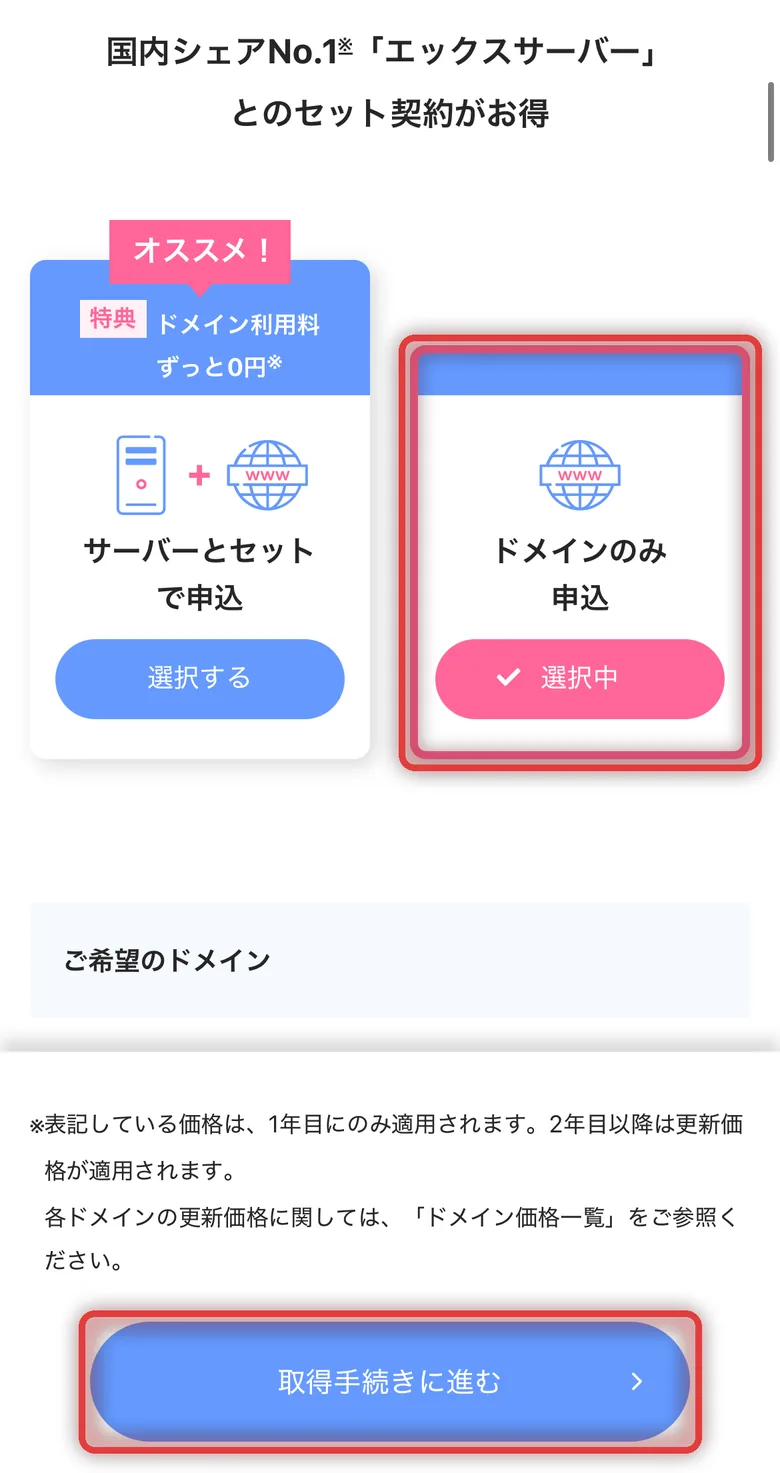 国内シェアNo.1※「エックスサーバー」
とのセット契約がお得
オススメ！
特典 ドメイン利用料
ずっと0円※
WWW
サーバーとセット
で申込
選択する
WWW
ドメインのみ
申込
選択中
ご希望のドメイン
※表記している価格は、1年目にのみ適用されます。2年目以降は更新価
格が適用されます。
各ドメインの更新価格に関しては、「ドメイン価格一覧」をご参照く
ださい。
取得手続きに進む